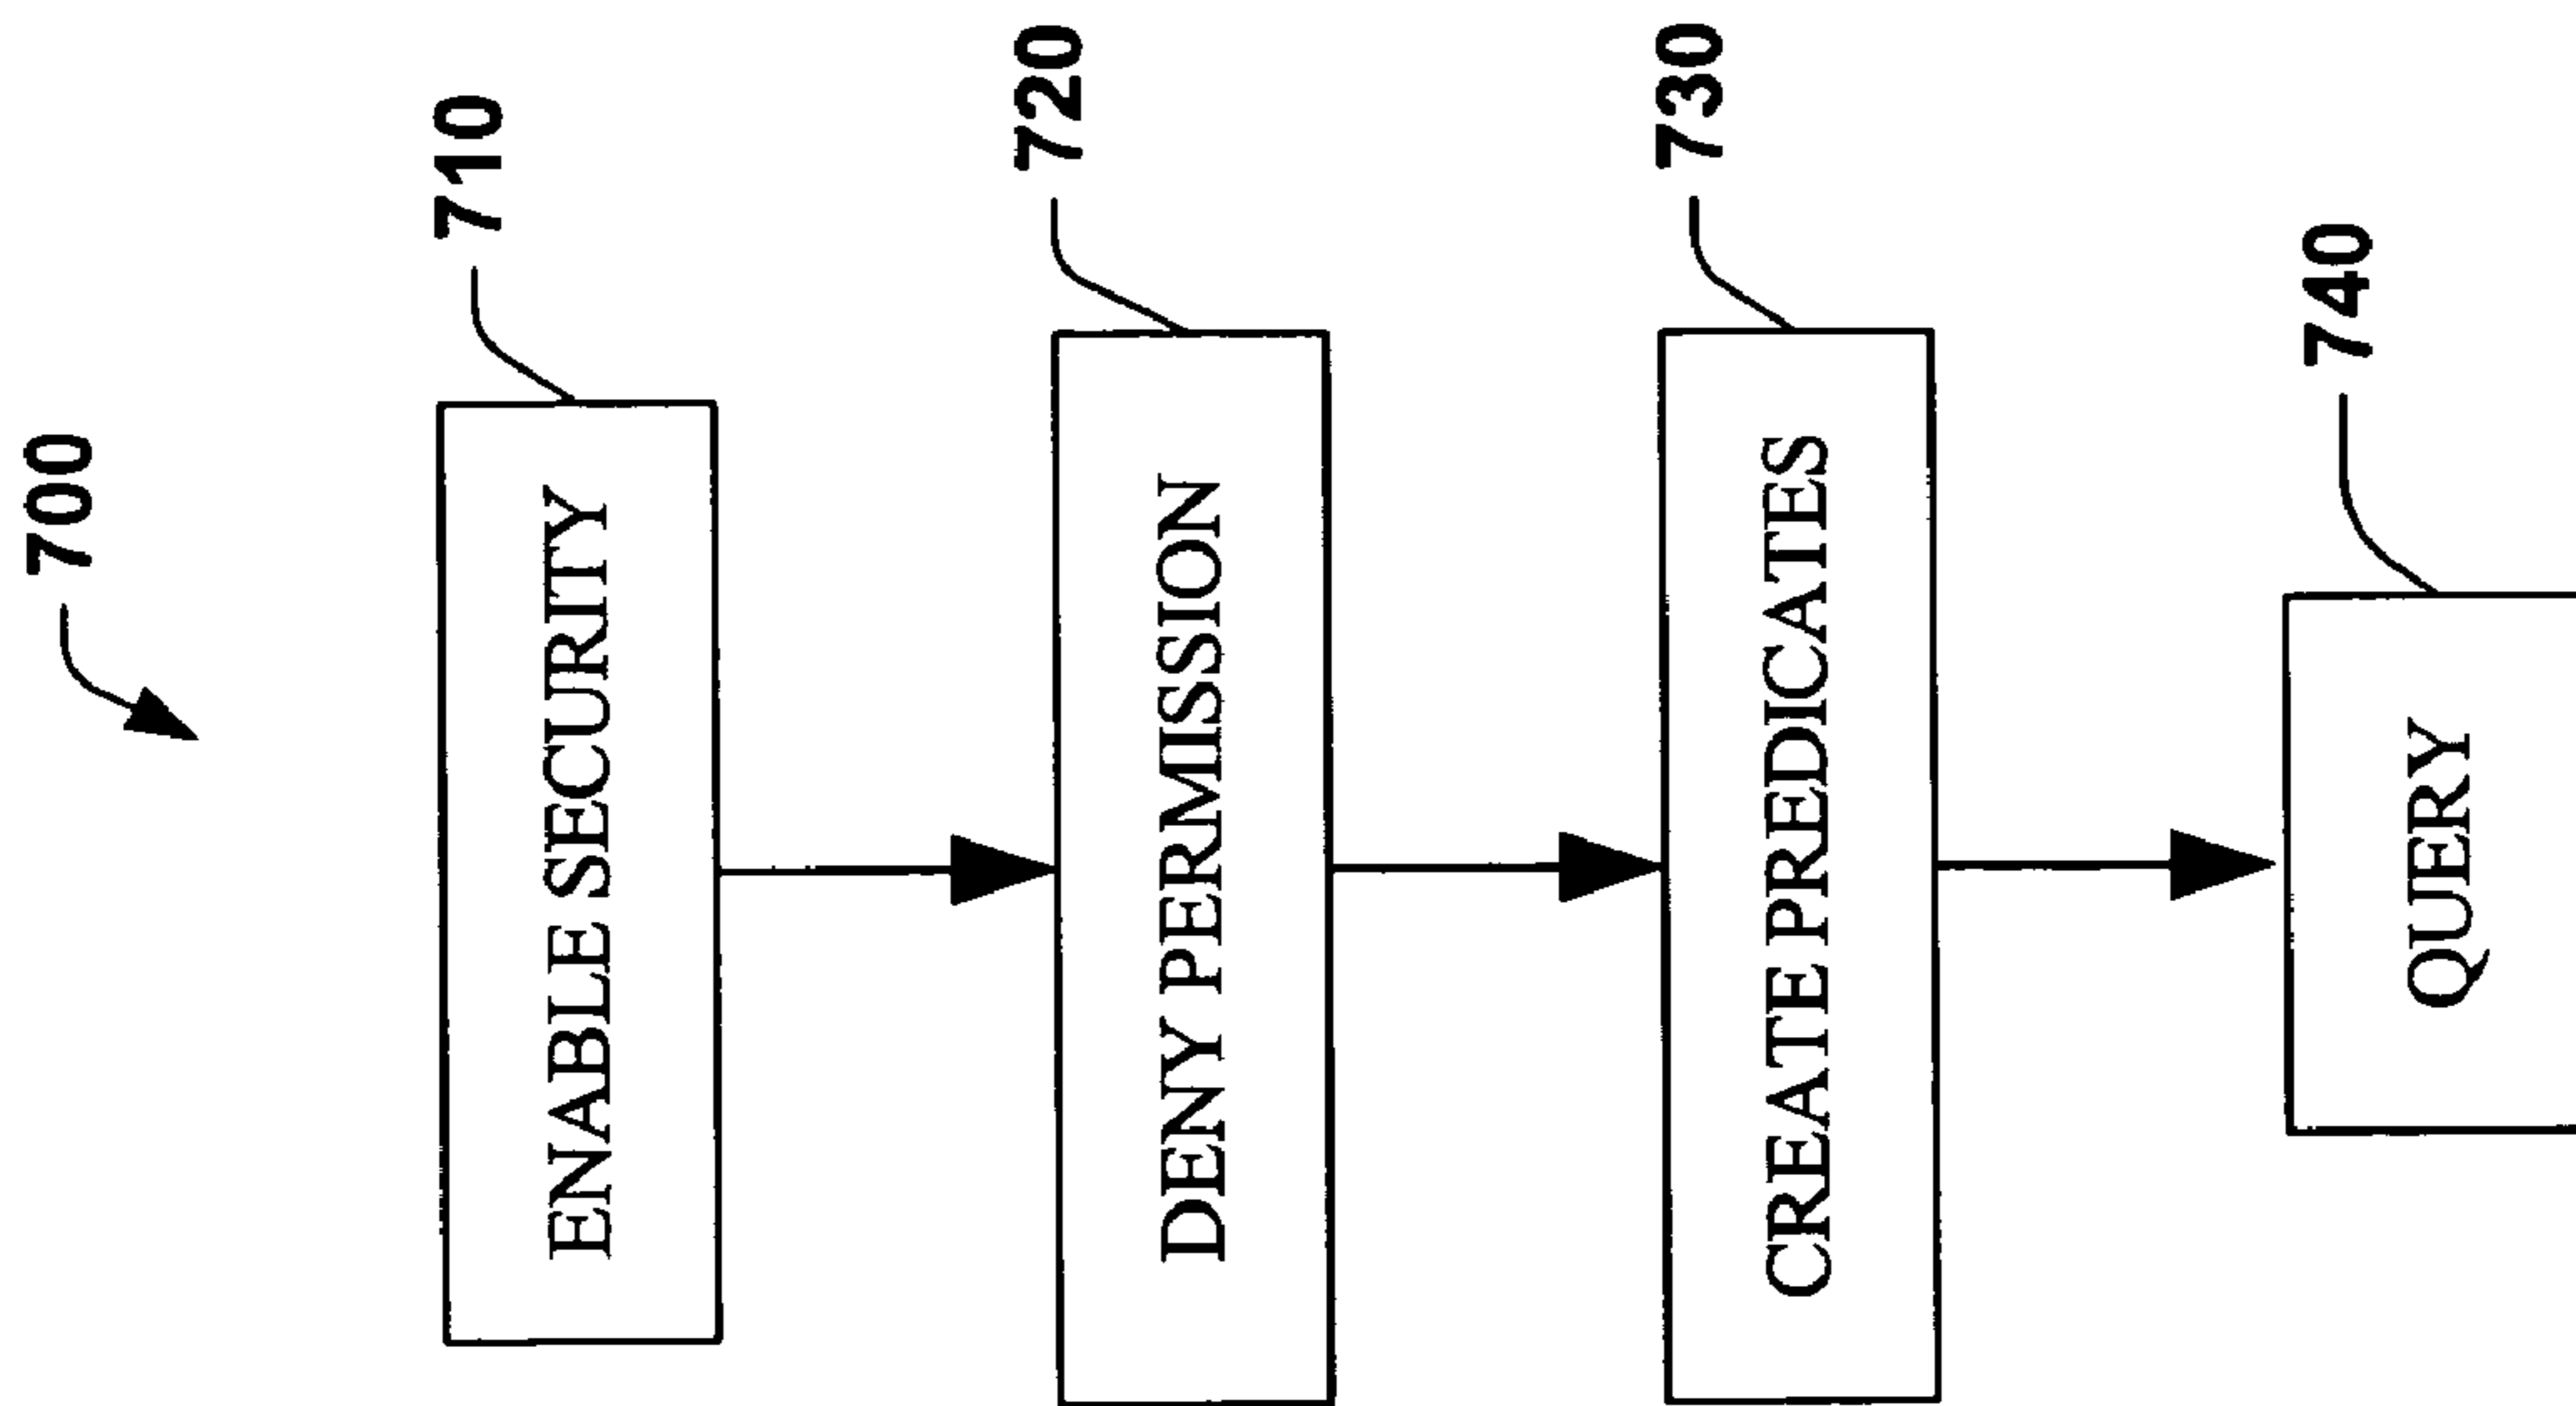 700
710
ENABLE SECURITY
720
DENY PERMISSION
730
CREATE PREDICATES
740
QUERY